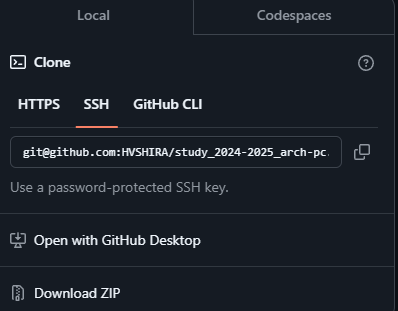 Local Codespaces
Clone
HTTPS SSH GitHub CLI
git@github.com:HVSHIRA/study_2024-2025_arch-pc.
Use a password-protected SSH key.
Open with GitHub Desktop
Download ZIP